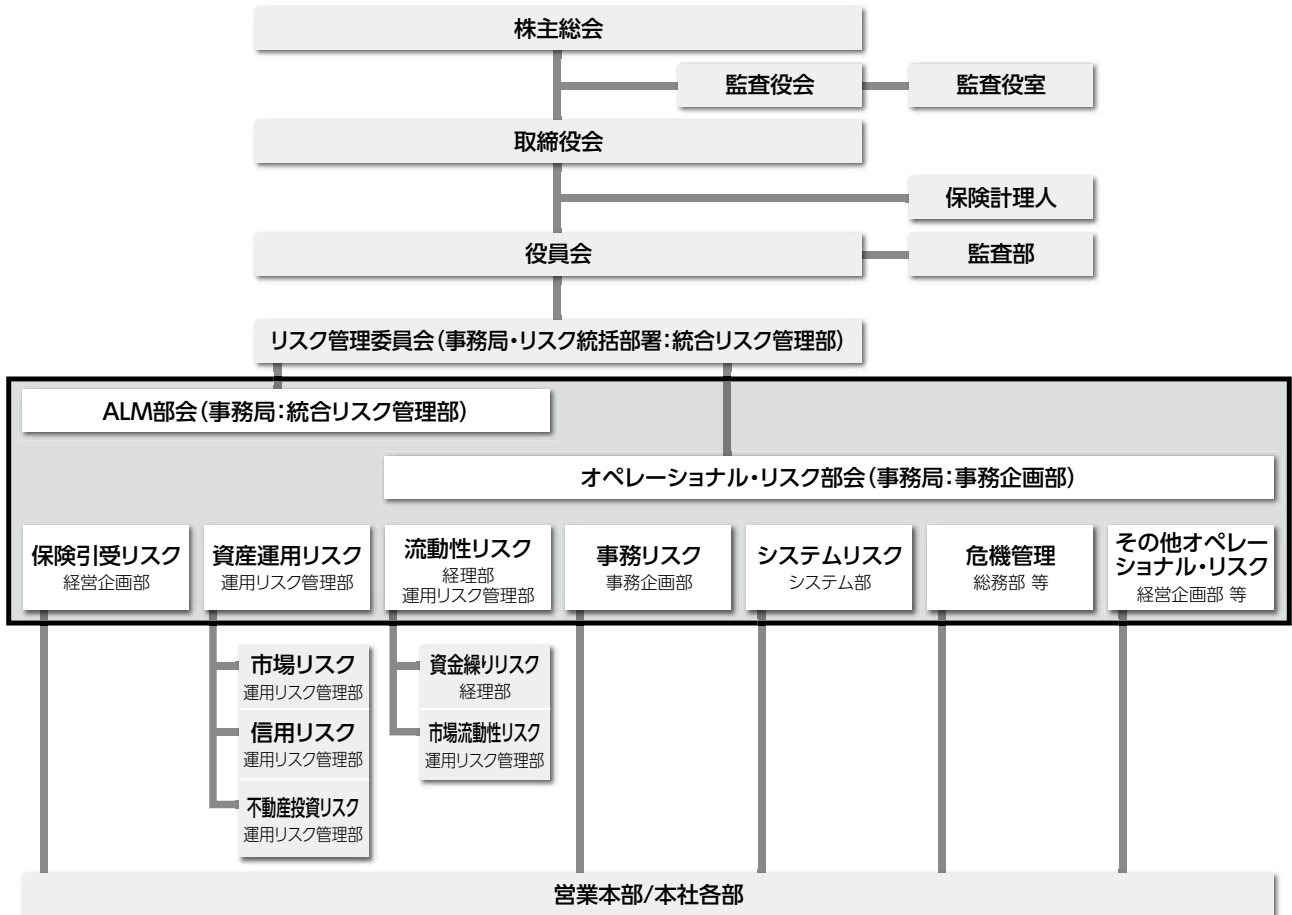 株主総会
監査役会
監査役室
取締役会
保険計理人
役員会
監査部
リスク管理委員会(事務局・リスク統括部署:統合リスク管理部)
ALM部会(事務局:統合リスク管理部)
オペレーショナル・リスク部会(事務局:事務企画部)
保険引受リスク
経営企画部
資産運用リスク
運用リスク管理部
流動性リスク
経理部
運用リスク管理部
事務リスク
事務企画部
システムリスク
システム部
危機管理
総務部 等
その他オペレー
ショナル・リスク
経営企画部 等
市場リスク
運用リスク管理部
信用リスク
運用リスク管理部
不動産投資リスク
運用リスク管理部
資金繰りリスク
経理部
市場流動性リスク
運用リスク管理部
営業本部/本社各部